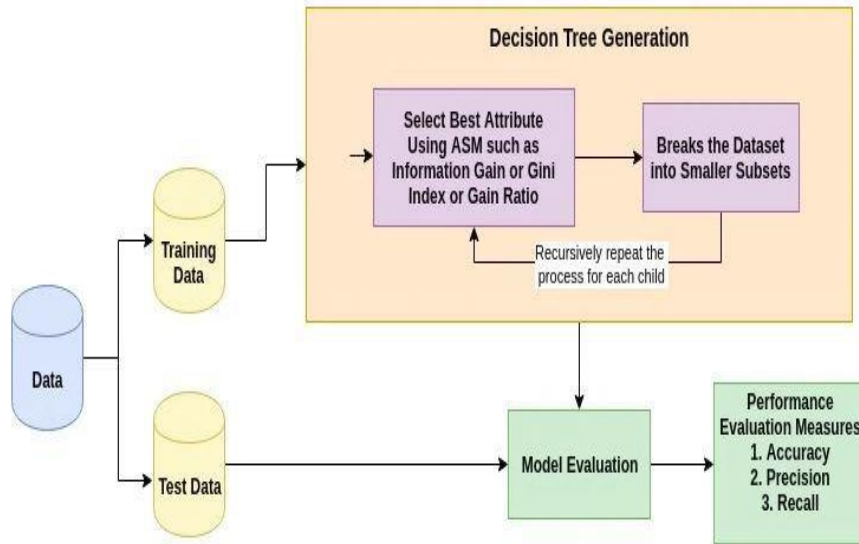 Decision Tree Generation
Select Best Attribute
Using ASM such as
Information Gain or Gini
Index or Gain Ratio
Breaks the Dataset
into Smaller Subsets
Recursively repeat the
process for each child
Training
Data
Data
Test Data
Model Evaluation
Performance
Evaluation Measures
1. Accuracy
2. Precision
3. Recall